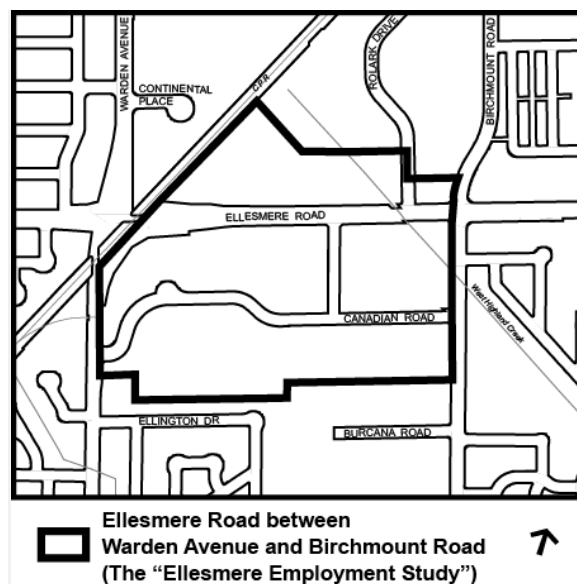 WARDEN AVENUE
CONTINENTAL
PLACE
C.P.R
ROLARK DRIVE
BIRCHMOUNT ROAD
ELLESMERE ROAD
CANADIAN ROAD
West Highland Creek
ELLINGTON DR
BURCANA ROAD
Ellesmere Road between
Warden Avenue and Birchmount Road
(The “Ellesmere Employment Study”)